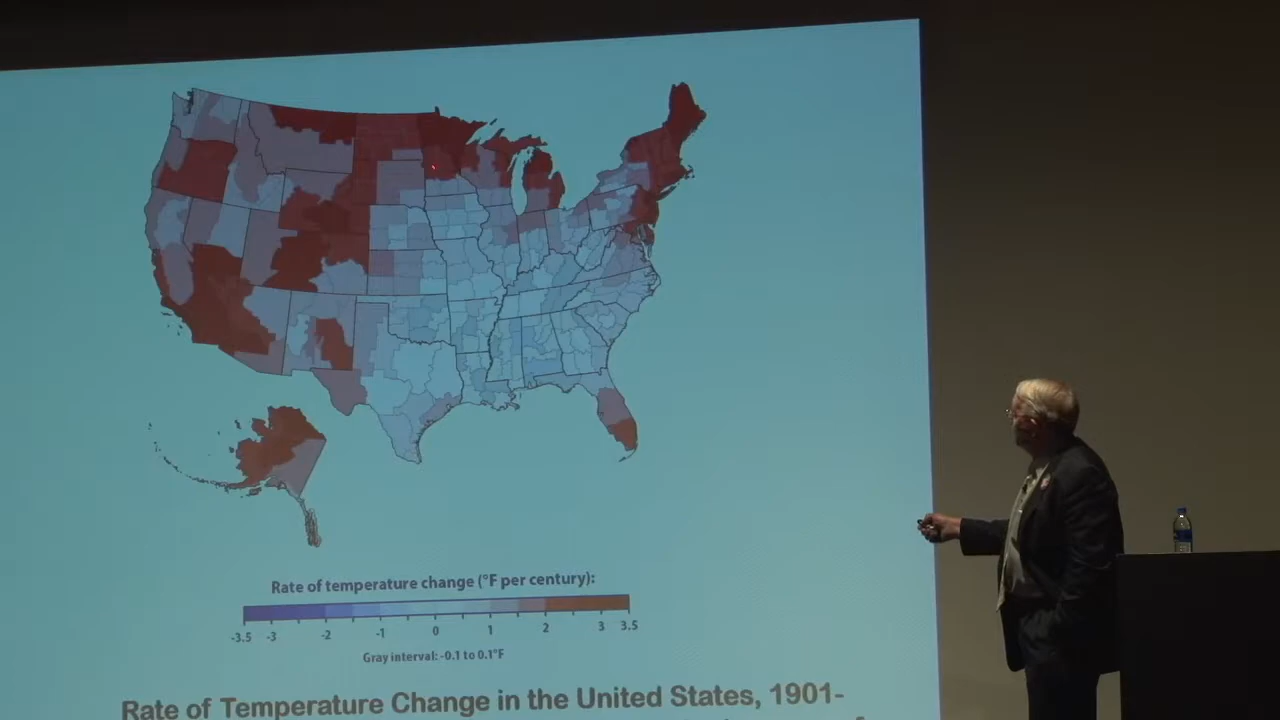 Rate of temperature change (°F per century):
-3.5 -3 -2 -1 0 1 2 3 3.5
Gray interval: -0.1 to 0.1°F
Rate of Temperature Change in the United States, 1901-